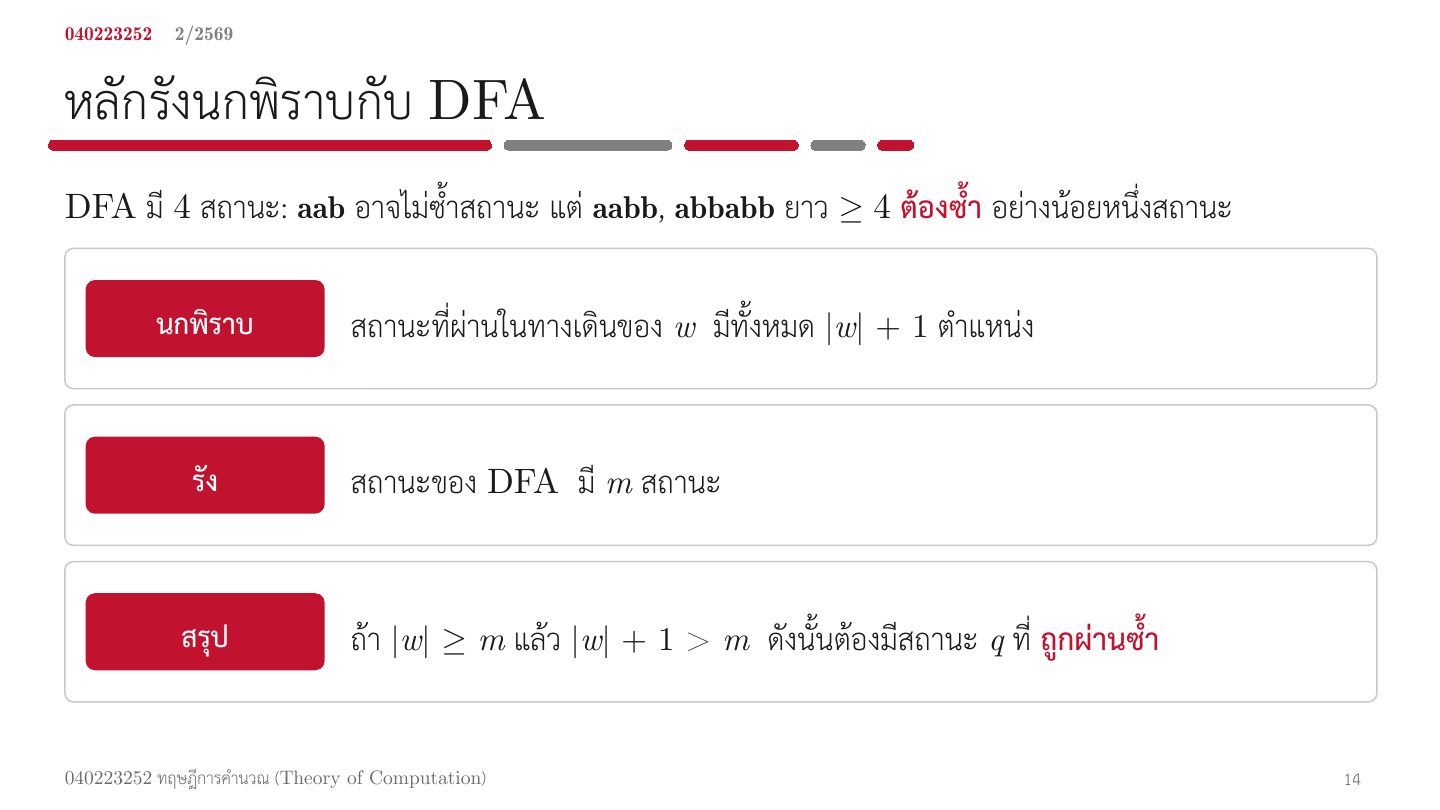 040223252 2/2569
หลักรังนกพิราบกับ DFA
DFA มี 4 สถานะ: aab อาจไม่ซ้ำสถานะ แต่ aabb, abbabb ยาว ≥ 4 ต้องซ้ำ อย่างน้อยหนึ่งสถานะ
นกพิราบ
สถานะที่ผ่านในทางเดินของ w มีทั้งหมด |w| + 1 ตำแหน่ง
รัง
สถานะของ DFA มี m สถานะ
สรุป
ถ้า |w| ≥ m แล้ว |w| + 1 > m ดังนั้นต้องมีสถานะ q ที่ ถูกผ่านซ้ำ
040223252 ทฤษฎีการคำนวณ (Theory of Computation)
14